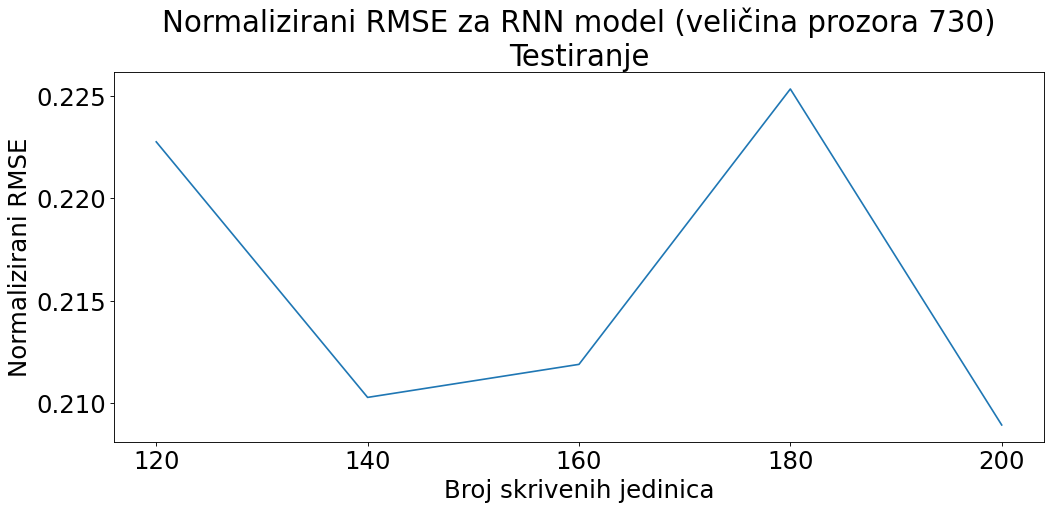 Normalizirani RMSE za RNN model (veličina prozora 730)
Testiranje
Normalizirani RMSE
0.225
0.220
0.215
0.210
120 140 160 180 200
Broj skrivenih jedinica